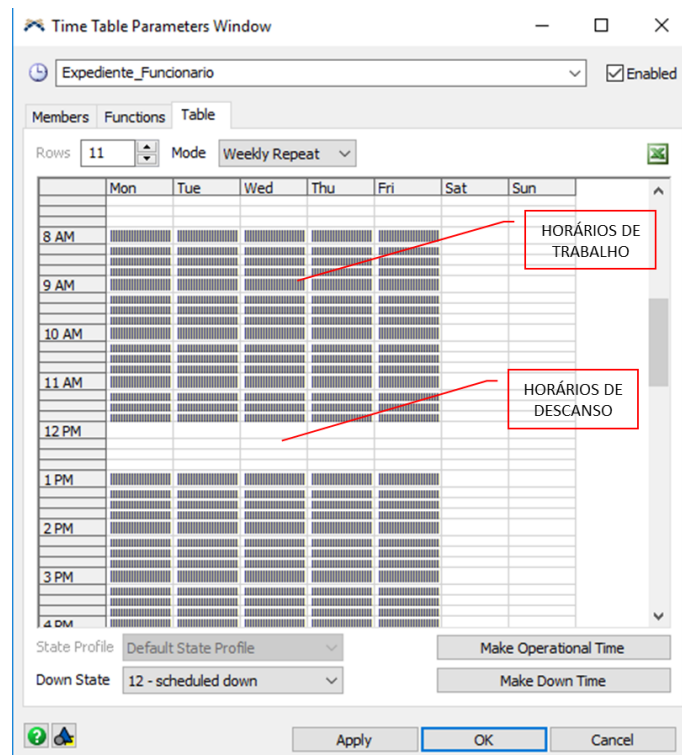 Time Table Parameters Window
Expediente_Funcionario
Enabled
Members Functions Table
Rows 11 Mode Weekly Repeat
Mon Tue Wed Thu Fri Sat Sun
8 AM
HORÁRIOS DE
TRABALHO
9 AM
10 AM
11 AM
HORÁRIOS DE
DESCANSO
12 PM
1 PM
2 PM
3 PM
4 PM
State Profile Default State Profile Make Operational Time
Down State 12 - scheduled down Make Down Time
Apply OK Cancel